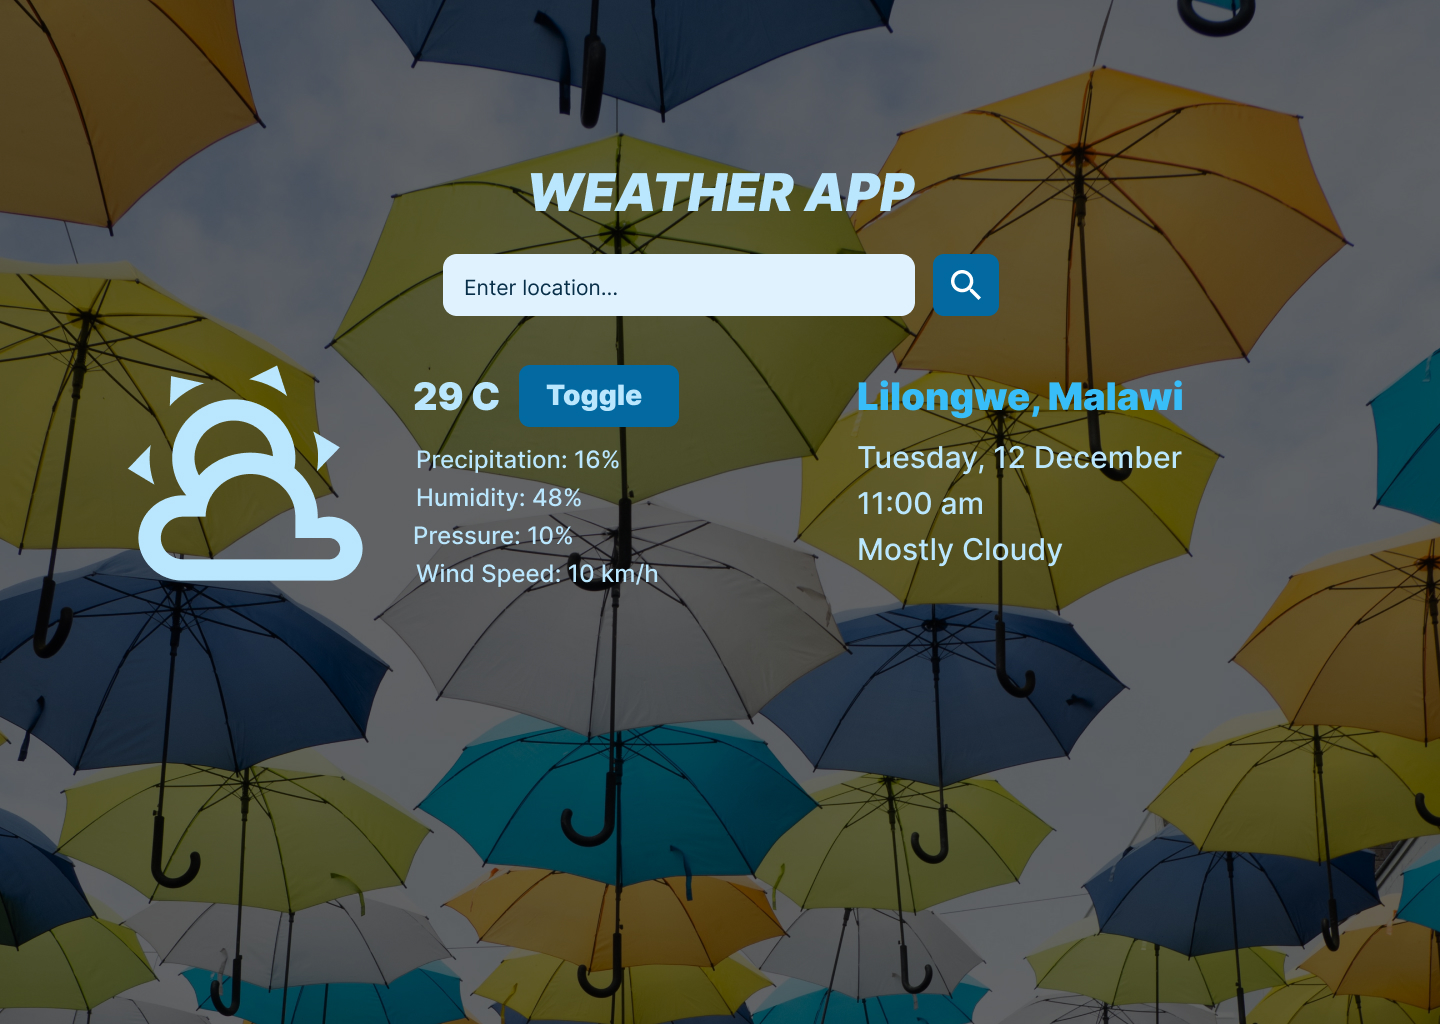 WEATHER APP
Enter location...
29 C
Toggle
Precipitation: 16%
Humidity: 48%
Pressure: 10%
Wind Speed: 10 km/h
Lilongwe, Malawi
Tuesday, 12 December
11:00 am
Mostly Cloudy